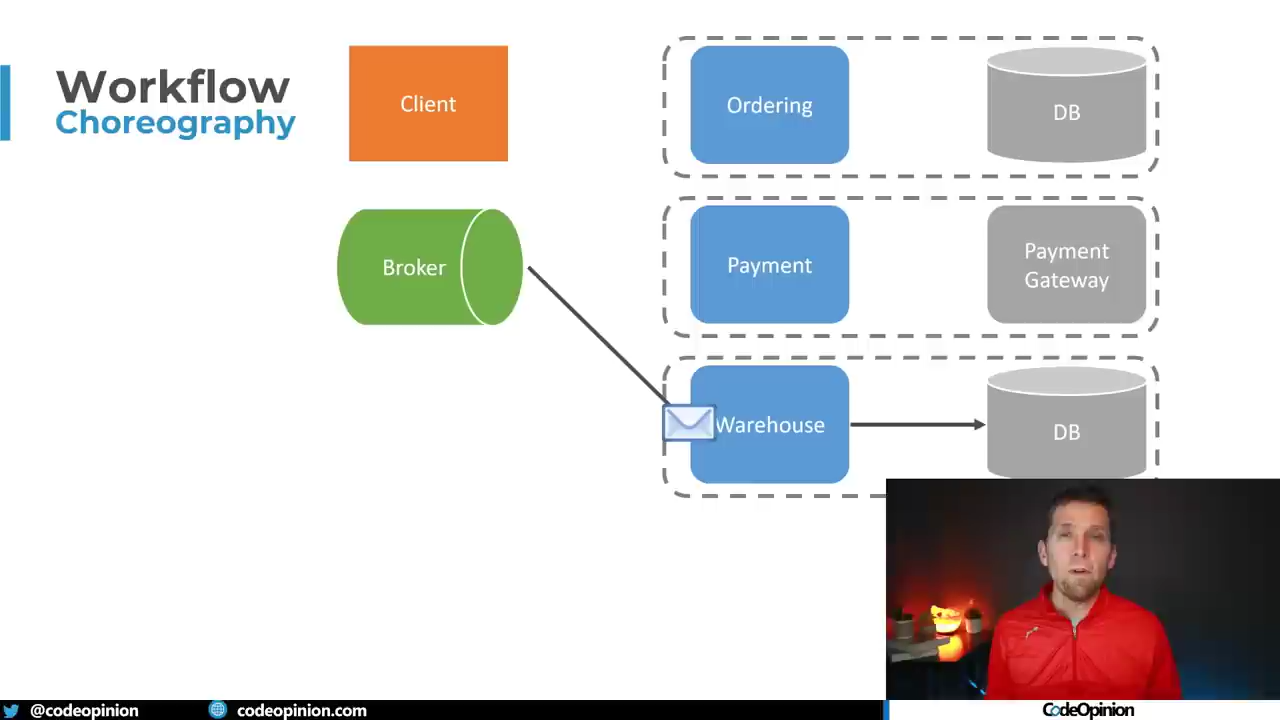 Workflow
Choreography
Client
Ordering
DB
Broker
Payment
Payment
Gateway
Warehouse
DB
@codeopinion
codeopinion.com
CodeOpinion